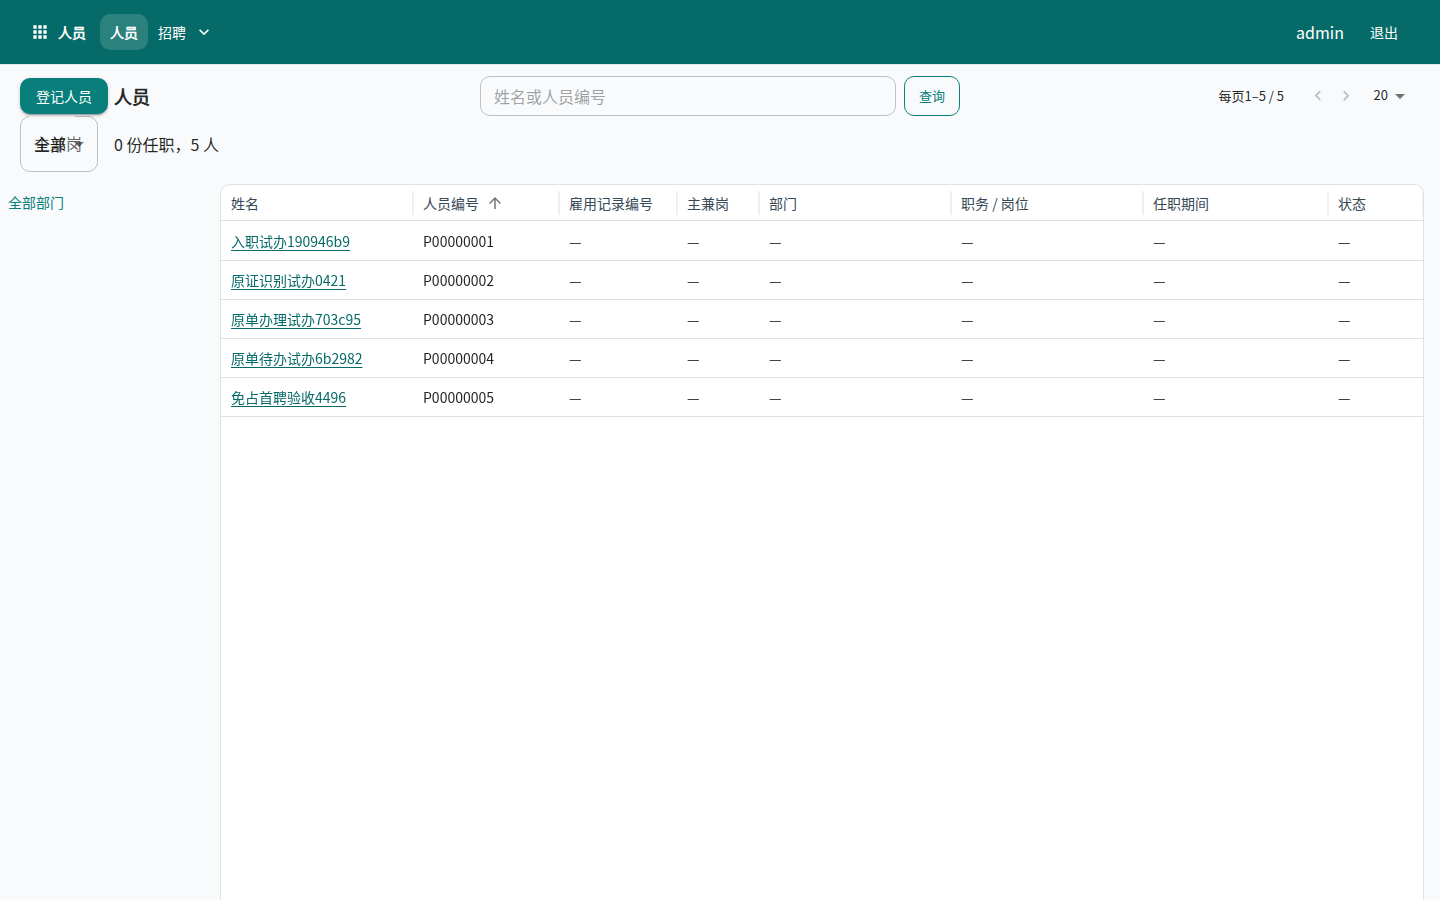 人员 人员 招聘 admin 退出
登记人员 人员 姓名或人员编号 查询 每页1–5 / 5 20
全部 0 份任职，5 人
全部部门
姓名 人员编号 雇用记录编号 主兼岗 部门 职务 / 岗位 任职期间 状态
入职试办190946b9 P00000001 — — — — — —
原证识别试办0421 P00000002 — — — — — —
原单办理试办703c95 P00000003 — — — — — —
原单待办试办6b2982 P00000004 — — — — — —
免占首聘验收4496 P00000005 — — — — — —